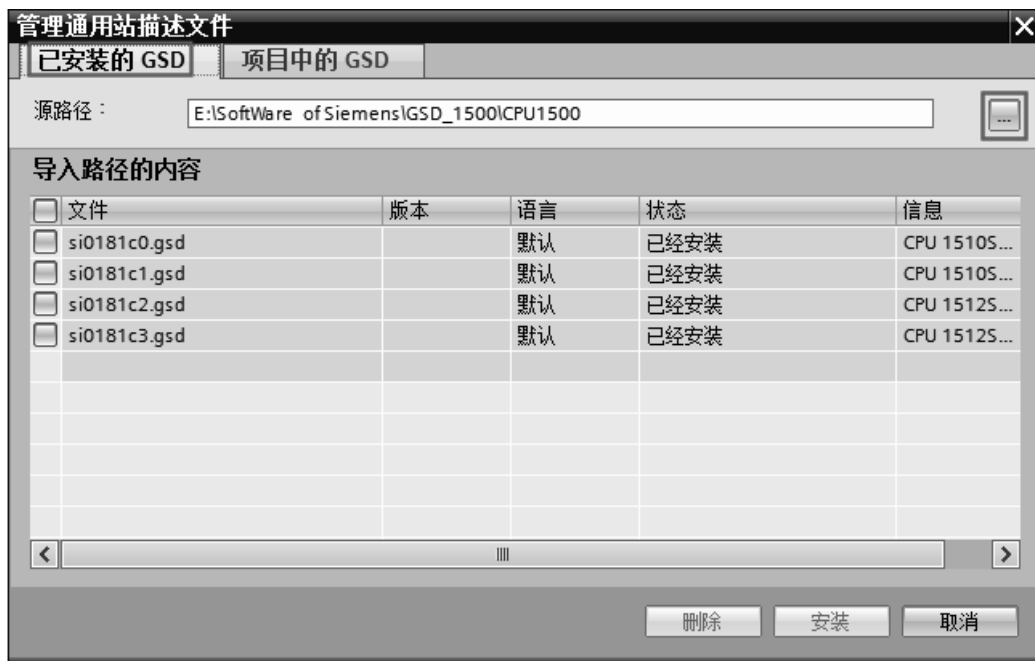 管理通用站描述文件
已安装的 GSD 项目中的 GSD
源路径： E:\SoftWare of Siemens\GSD_1500\CPU1500 ...
导入路径的内容
文件 版本 语言 状态 信息
si0181c0.gsd 默认 已经安装 CPU 1510S...
si0181c1.gsd 默认 已经安装 CPU 1510S...
si0181c2.gsd 默认 已经安装 CPU 1512S...
si0181c3.gsd 默认 已经安装 CPU 1512S...
删除 安装 取消